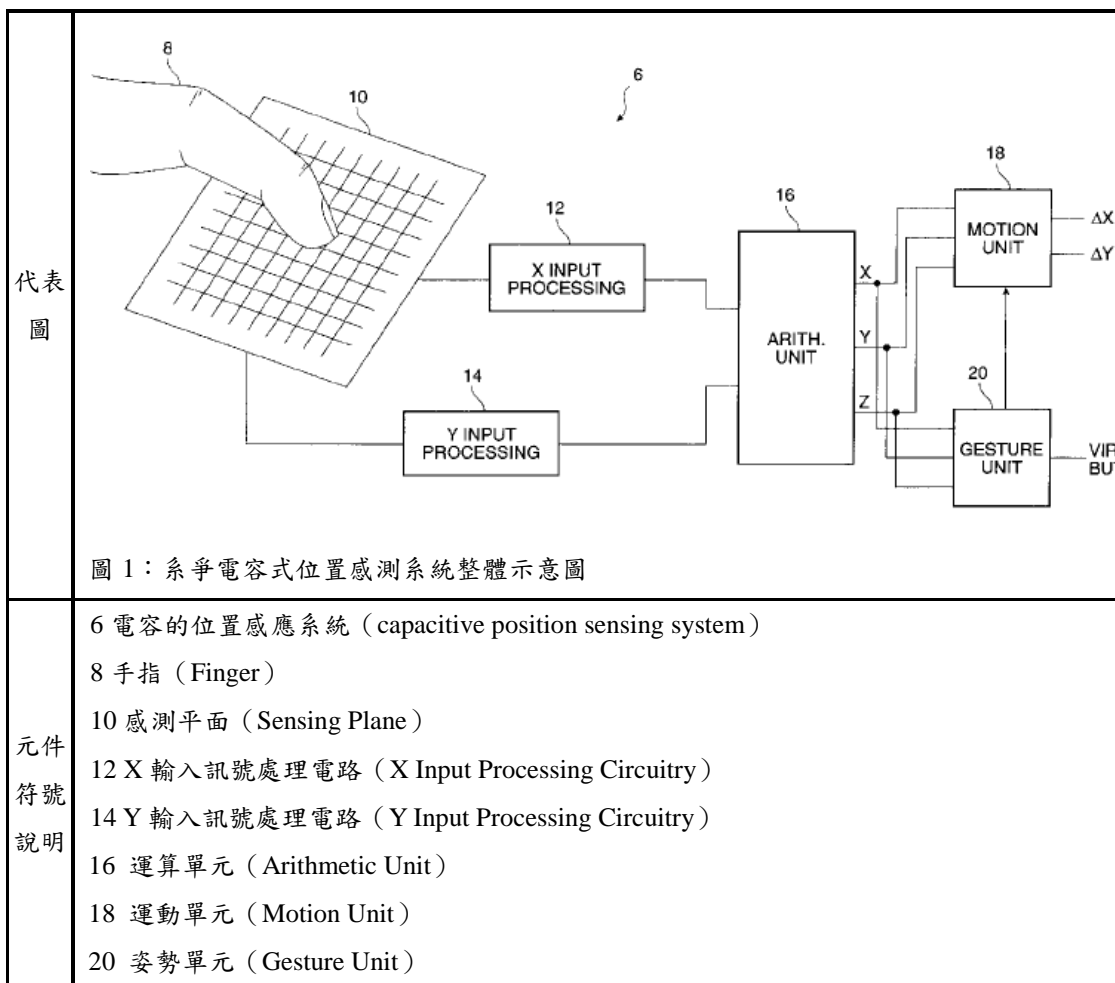 代表
圖
8
10
6
12
X INPUT
PROCESSING
14
Y INPUT
PROCESSING
16
ARITH.
UNIT
X
Y
Z
18
MOTION
UNIT
ΔX
ΔY
20
GESTURE
UNIT
VIR
BU
圖 1：系爭電容式位置感測系統整體示意圖
元件
符號
說明
6 電容的位置感應系統（capacitive position sensing system）
8 手指（Finger）
10 感測平面（Sensing Plane）
12 X 輸入訊號處理電路（X Input Processing Circuitry）
14 Y 輸入訊號處理電路（Y Input Processing Circuitry）
16 運算單元（Arithmetic Unit）
18 運動單元（Motion Unit）
20 姿勢單元（Gesture Unit）